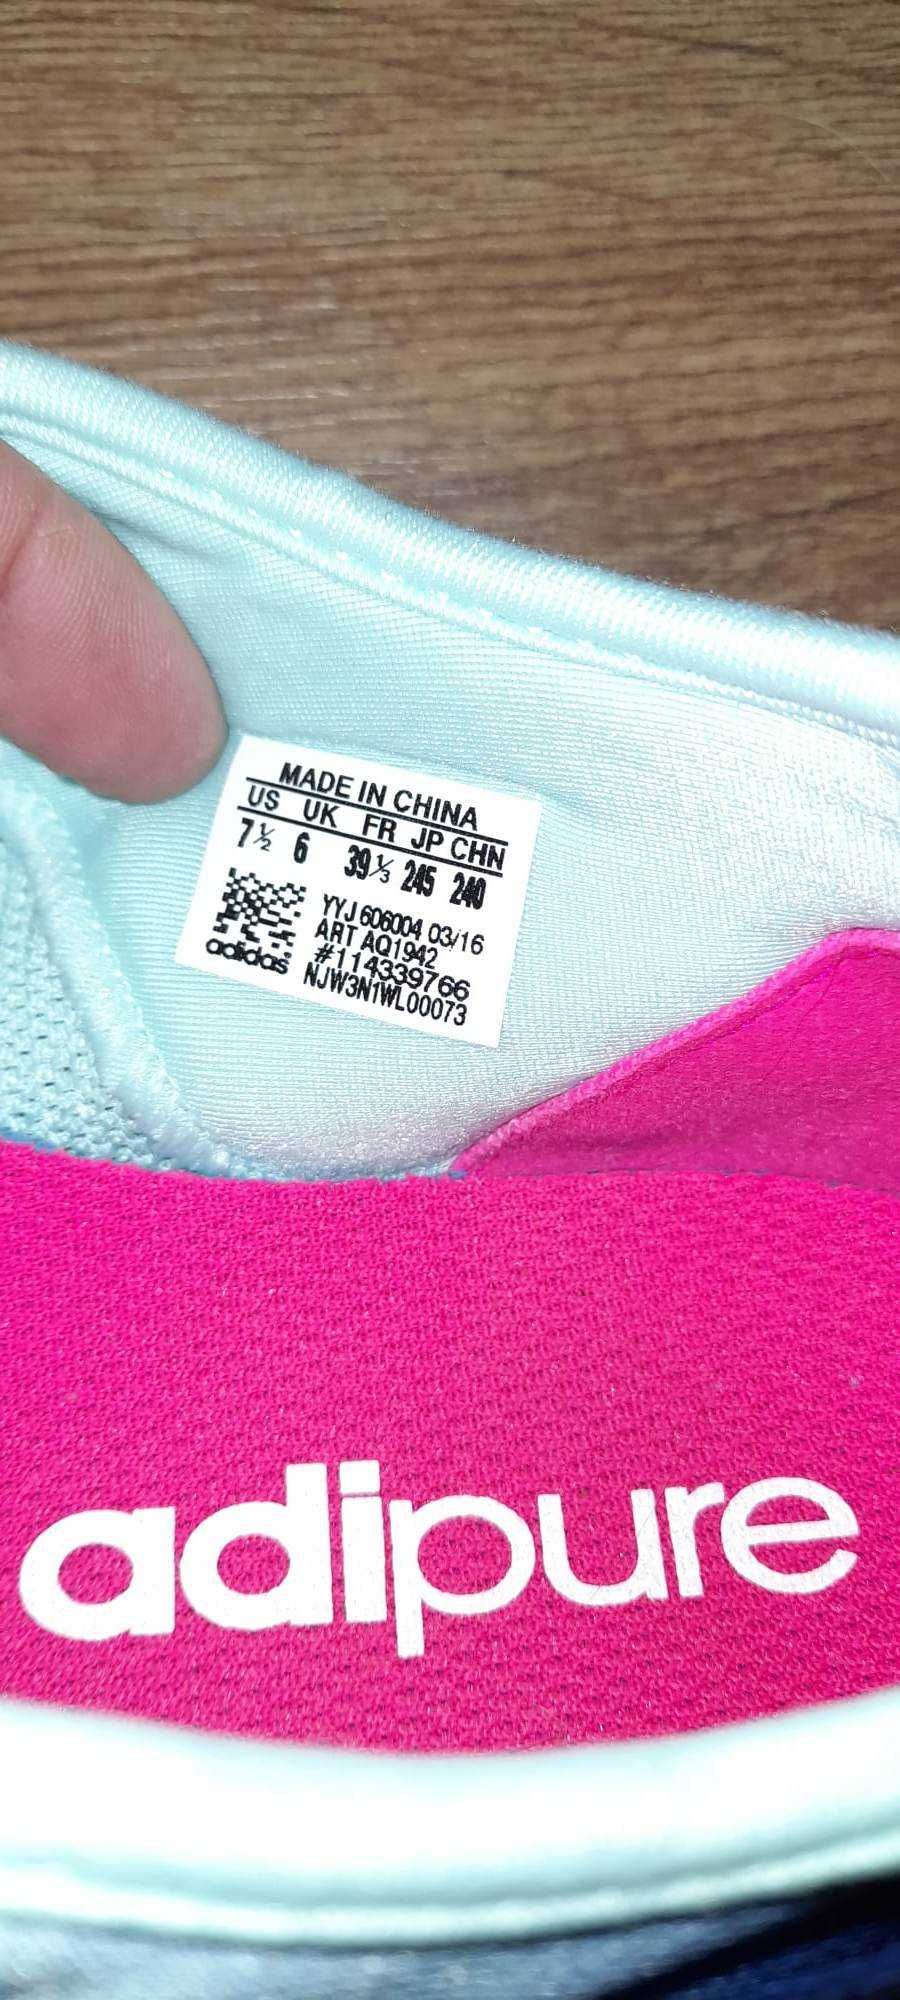 MADE IN CHINA
US UK FR JP CHN
7½ 6 39⅓ 245 240
YYJ 606004 03/16
ART AQ1942
#114339766
NJW3N1WL00073
adidas
adipure